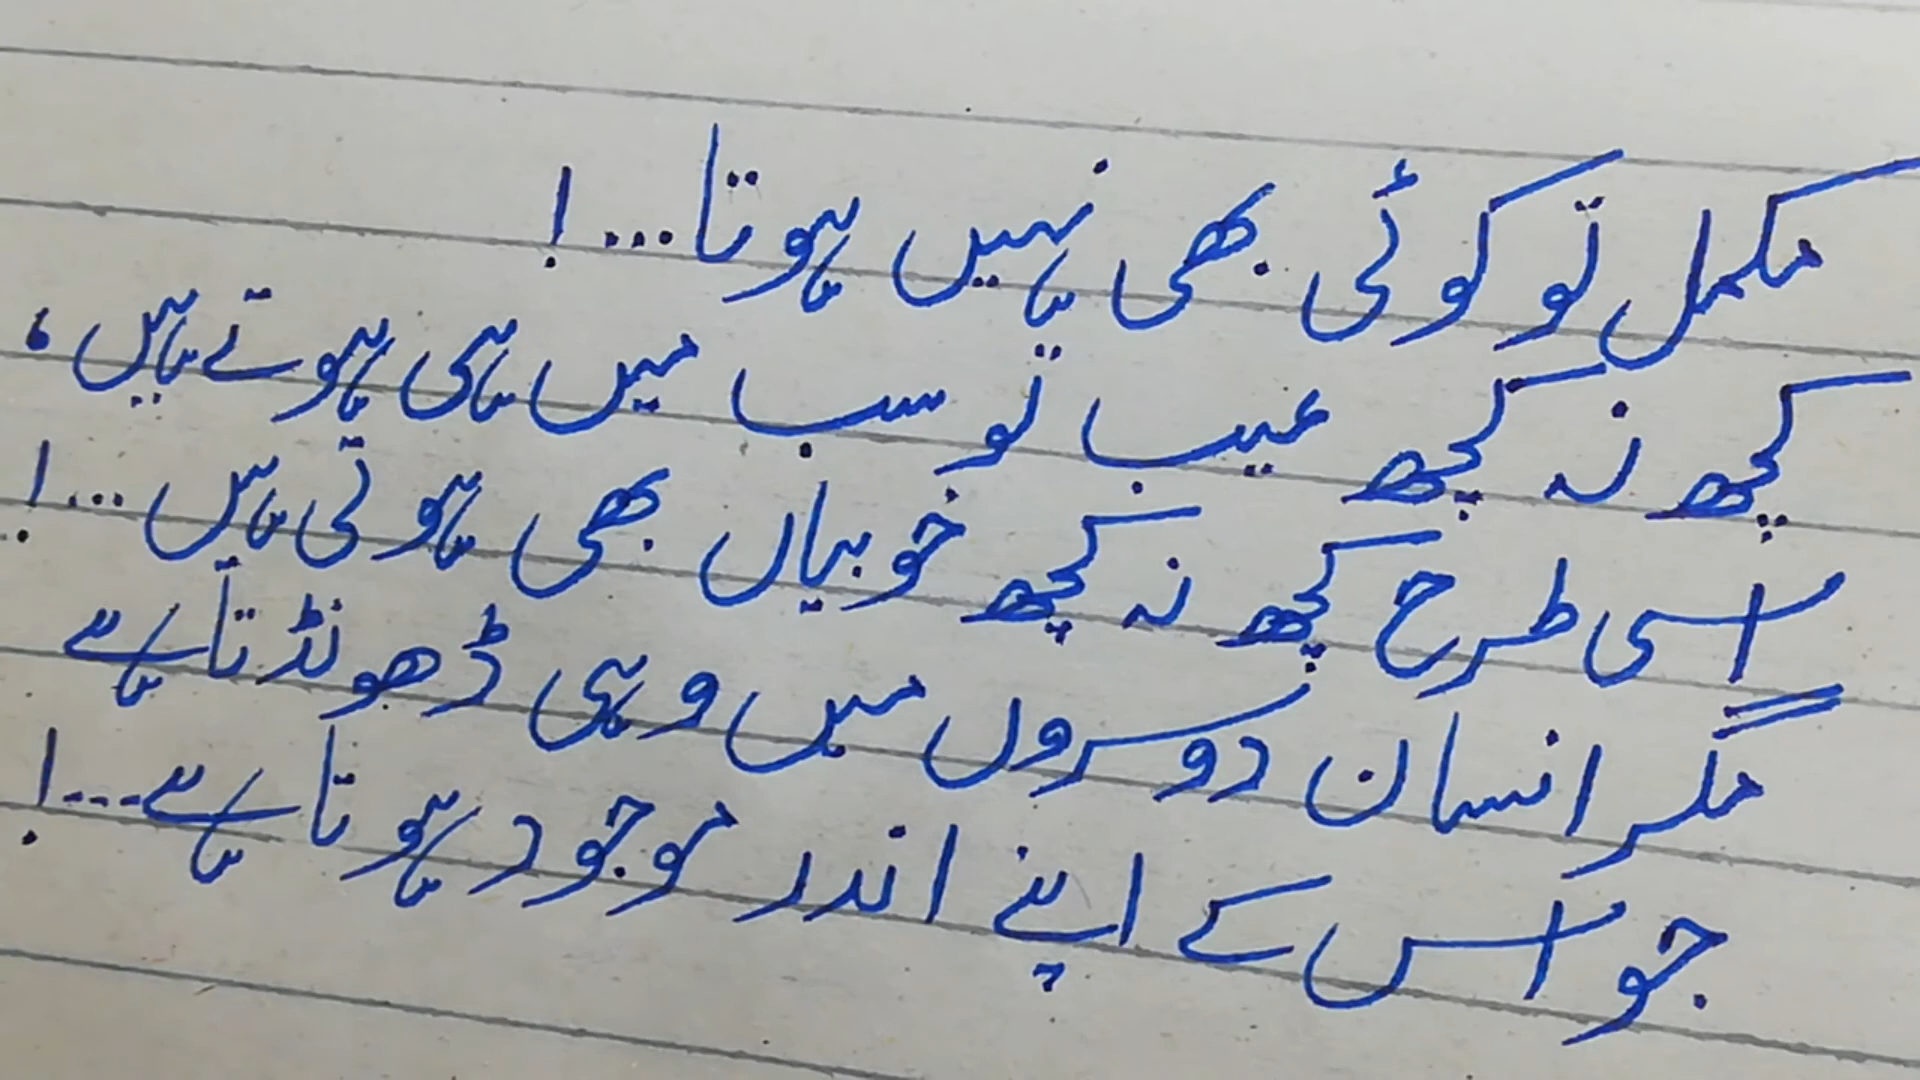 مکمل تو کوئی بھی نہیں ہوتا...!
کچھ نہ کچھ عیب تو سب میں ہی ہوتے ہیں،
اسی طرح کچھ نہ کچھ خوبیاں بھی ہوتی ہیں...!
مگر انسان دوسروں میں وہی ڈھونڈتا ہے
جو اس کے اپنے اندر موجود ہوتا ہے...!